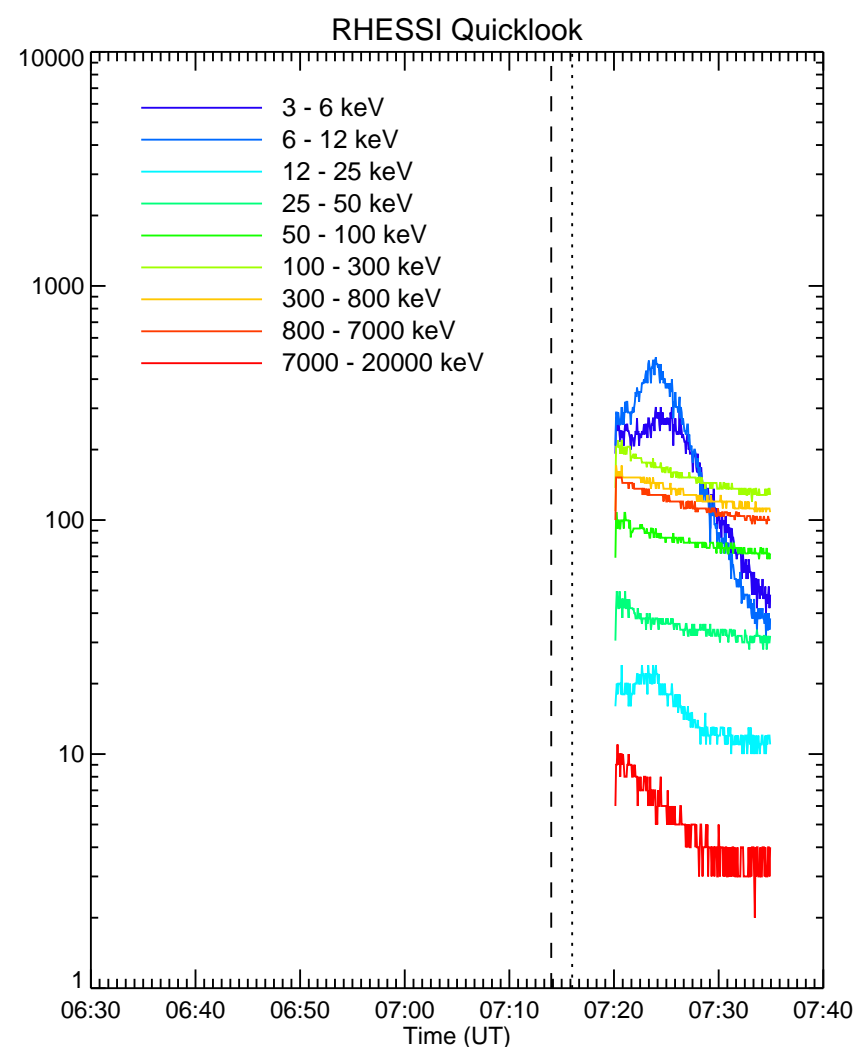 RHESSI Quicklook
10000
1000
100
10
1
3 - 6 keV
6 - 12 keV
12 - 25 keV
25 - 50 keV
50 - 100 keV
100 - 300 keV
300 - 800 keV
800 - 7000 keV
7000 - 20000 keV
06:30 06:40 06:50 07:00 07:10 07:20 07:30 07:40
Time (UT)